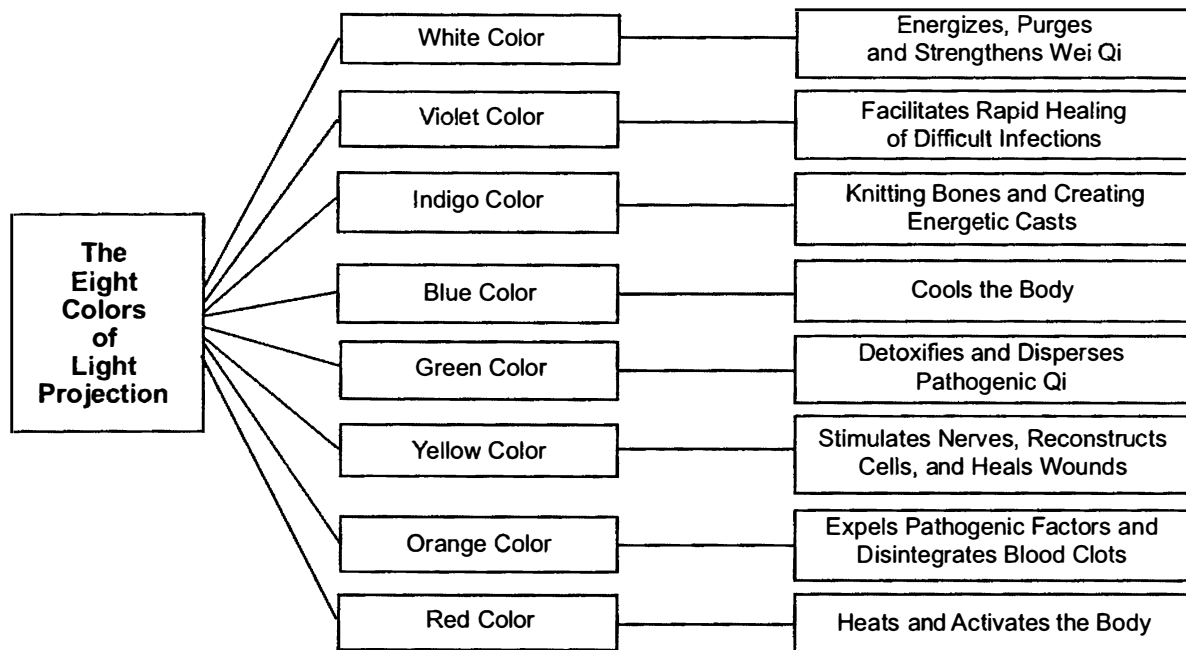 White Color
Energizes, Purges
and Strengthens Wei Qi
Violet Color
Facilitates Rapid Healing
of Difficult Infections
Indigo Color
Knitting Bones and Creating
Energetic Casts
The
Eight
Colors
of
Light
Projection
Blue Color
Cools the Body
Green Color
Detoxifies and Disperses
Pathogenic Qi
Yellow Color
Stimulates Nerves, Reconstructs
Cells, and Heals Wounds
Orange Color
Expels Pathogenic Factors and
Disintegrates Blood Clots
Red Color
Heats and Activates the Body